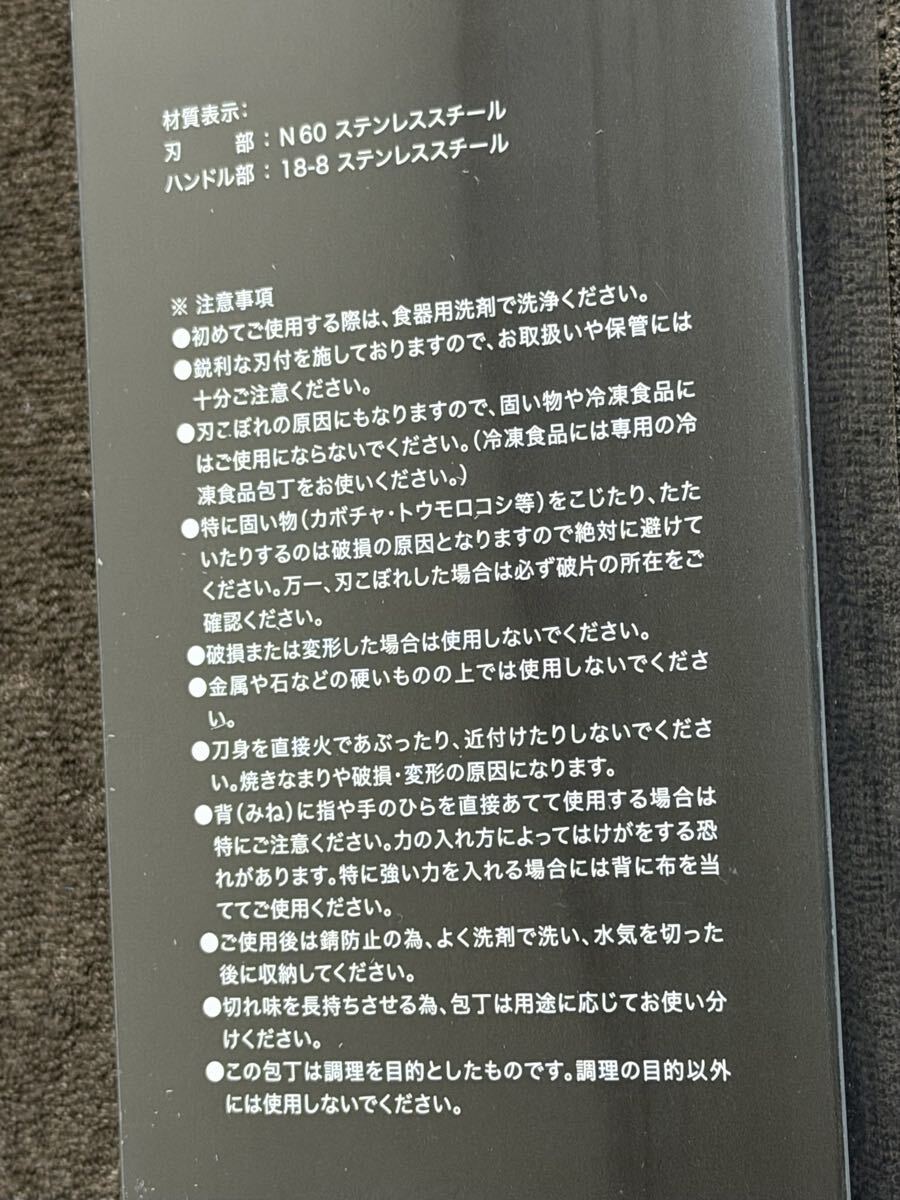 材質表示：
刃　　部 : N60 ステンレススチール
ハンドル部 : 18-8 ステンレススチール
※ 注意事項
●初めてご使用する際は、食器用洗剤で洗浄ください。
●鋭利な刃付を施しておりますので、お取扱いや保管には
十分ご注意ください。
●刃こぼれの原因にもなりますので、固い物や冷凍食品に
はご使用にならないでください。（冷凍食品には専用の冷
凍食品包丁をお使いください。）
●特に固い物（カボチャ・トウモロコシ等）をこじたり、たた
いたりするのは破損の原因となりますので絶対に避けて
ください。万一、刃こぼれした場合は必ず破片の所在をご
確認ください。
●破損または変形した場合は使用しないでください。
●金属や石などの硬いものの上では使用しないでくださ
い。
●刀身を直接火であぶったり、近付けたりしないでくださ
い。焼きなまりや破損・変形の原因になります。
●背（みね）に指や手のひらを直接あてて使用する場合は
特にご注意ください。力の入れ方によってはけがをする恐
れがあります。特に強い力を入れる場合には背に布を当
ててご使用ください。
●ご使用後は錆防止の為、よく洗剤で洗い、水気を切った
後に収納してください。
●切れ味を長持ちさせる為、包丁は用途に応じてお使い分
けください。
●この包丁は調理を目的としたものです。調理の目的以外
には使用しないでください。